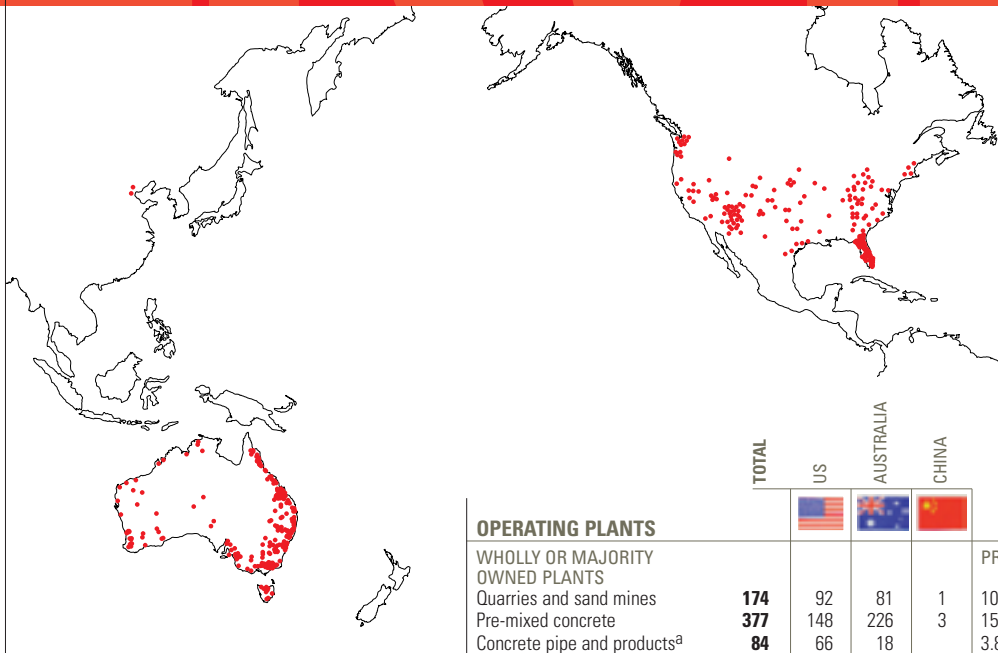 TOTAL
US
AUSTRALIA
CHINA
OPERATING PLANTS
WHOLLY OR MAJORITY
OWNED PLANTS
Quarries and sand mines 174 92 81 1
Pre-mixed concrete 377 148 226 3
Concrete pipe and productsa 84 66 18